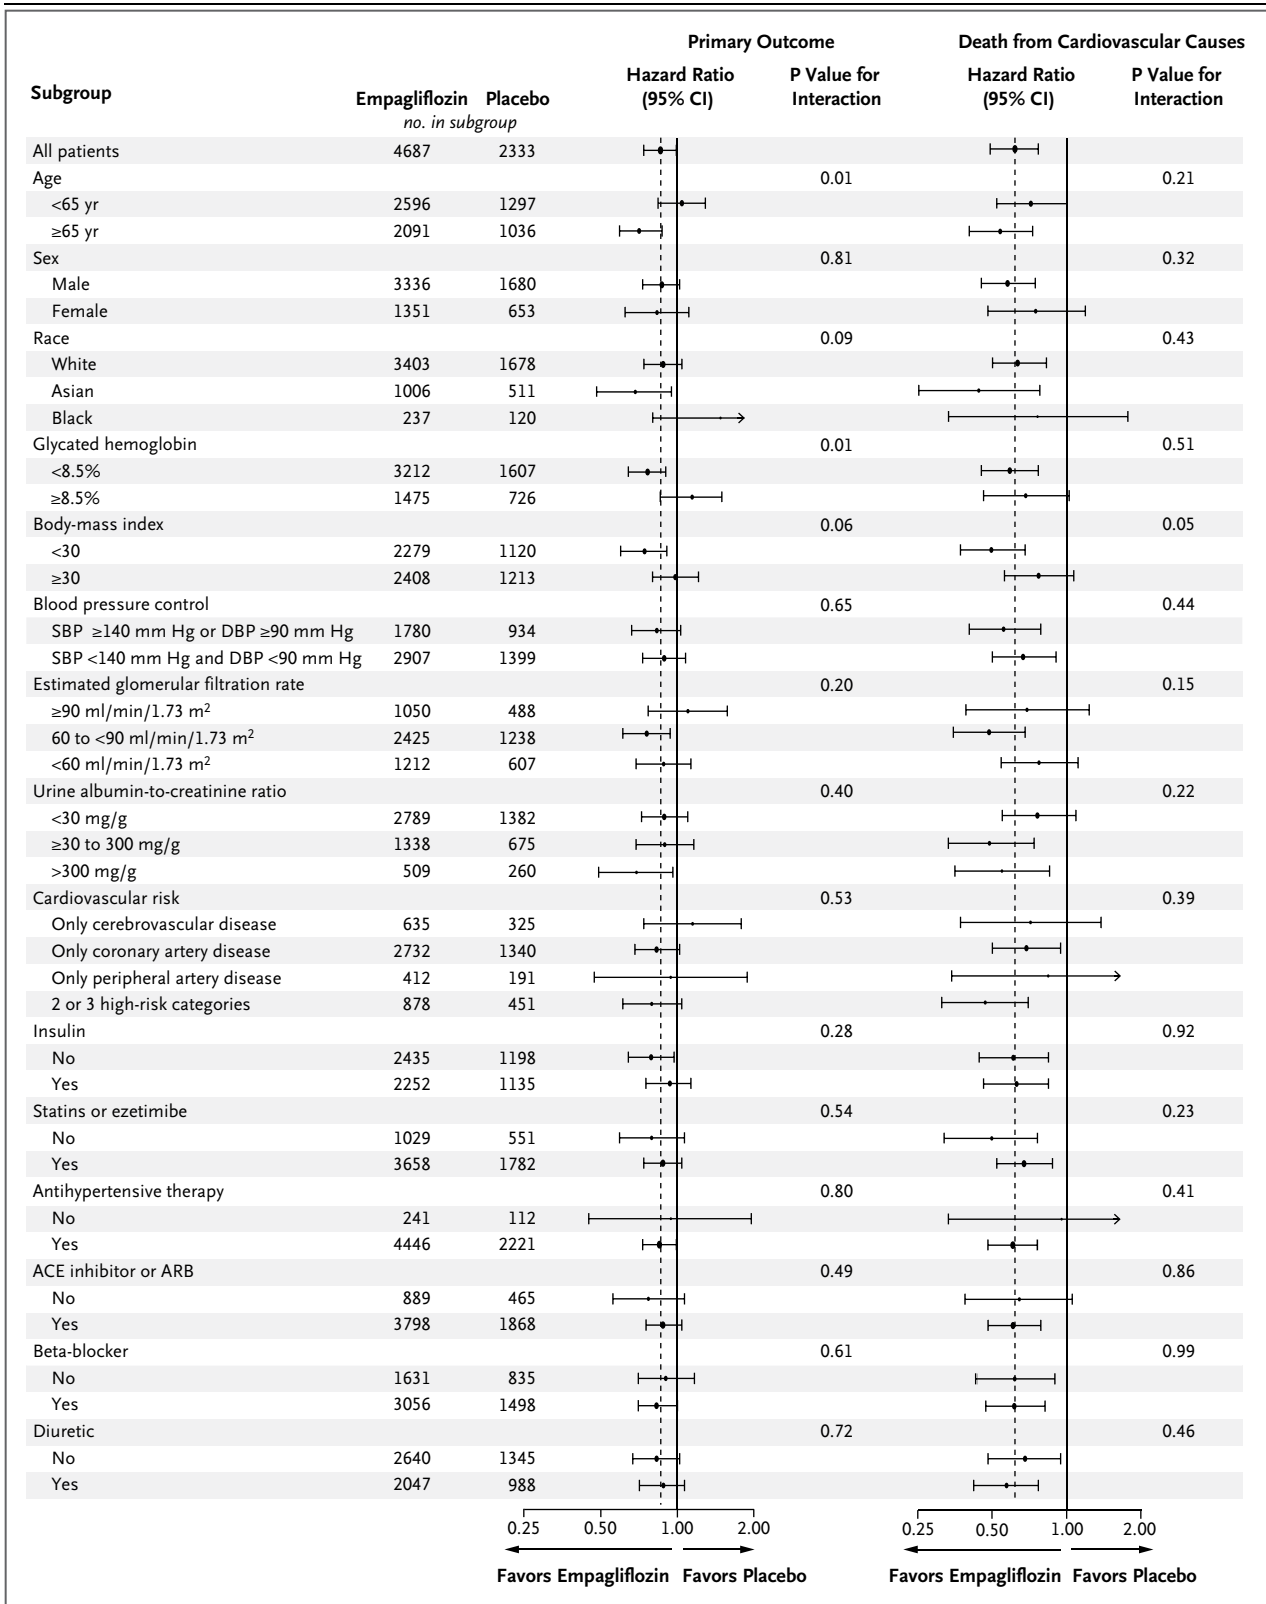 Primary Outcome Death from Cardiovascular Causes
Subgroup Empagliflozin Placebo Hazard Ratio (95% CI) P Value for Interaction Hazard Ratio (95% CI) P Value for Interaction
no. in subgroup
All patients 4687 2333
Age 0.01 0.21
<65 yr 2596 1297
≥65 yr 2091 1036
Sex 0.81 0.32
Male 3336 1680
Female 1351 653
Race 0.09 0.43
White 3403 1678
Asian 1006 511
Black 237 120
Glycated hemoglobin 0.01 0.51
<8.5% 3212 1607
≥8.5% 1475 726
Body-mass index 0.06 0.05
<30 2279 1120
≥30 2408 1213
Blood pressure control 0.65 0.44
SBP ≥140 mm Hg or DBP ≥90 mm Hg 1780 934
SBP <140 mm Hg and DBP <90 mm Hg 2907 1399
Estimated glomerular filtration rate 0.20 0.15
≥90 ml/min/1.73 m² 1050 488
60 to <90 ml/min/1.73 m² 2425 1238
<60 ml/min/1.73 m² 1212 607
Urine albumin-to-creatinine ratio 0.40 0.22
<30 mg/g 2789 1382
≥30 to 300 mg/g 1338 675
>300 mg/g 509 260
Cardiovascular risk 0.53 0.39
Only cerebrovascular disease 635 325
Only coronary artery disease 2732 1340
Only peripheral artery disease 412 191
2 or 3 high-risk categories 878 451
Insulin 0.28 0.92
No 2435 1198
Yes 2252 1135
Statins or ezetimibe 0.54 0.23
No 1029 551
Yes 3658 1782
Antihypertensive therapy 0.80 0.41
No 241 112
Yes 4446 2221
ACE inhibitor or ARB 0.49 0.86
No 889 465
Yes 3798 1868
Beta-blocker 0.61 0.99
No 1631 835
Yes 3056 1498
Diuretic 0.72 0.46
No 2640 1345
Yes 2047 988
0.25 0.50 1.00 2.00 0.25 0.50 1.00 2.00
Favors Empagliflozin Favors Placebo Favors Empagliflozin Favors Placebo